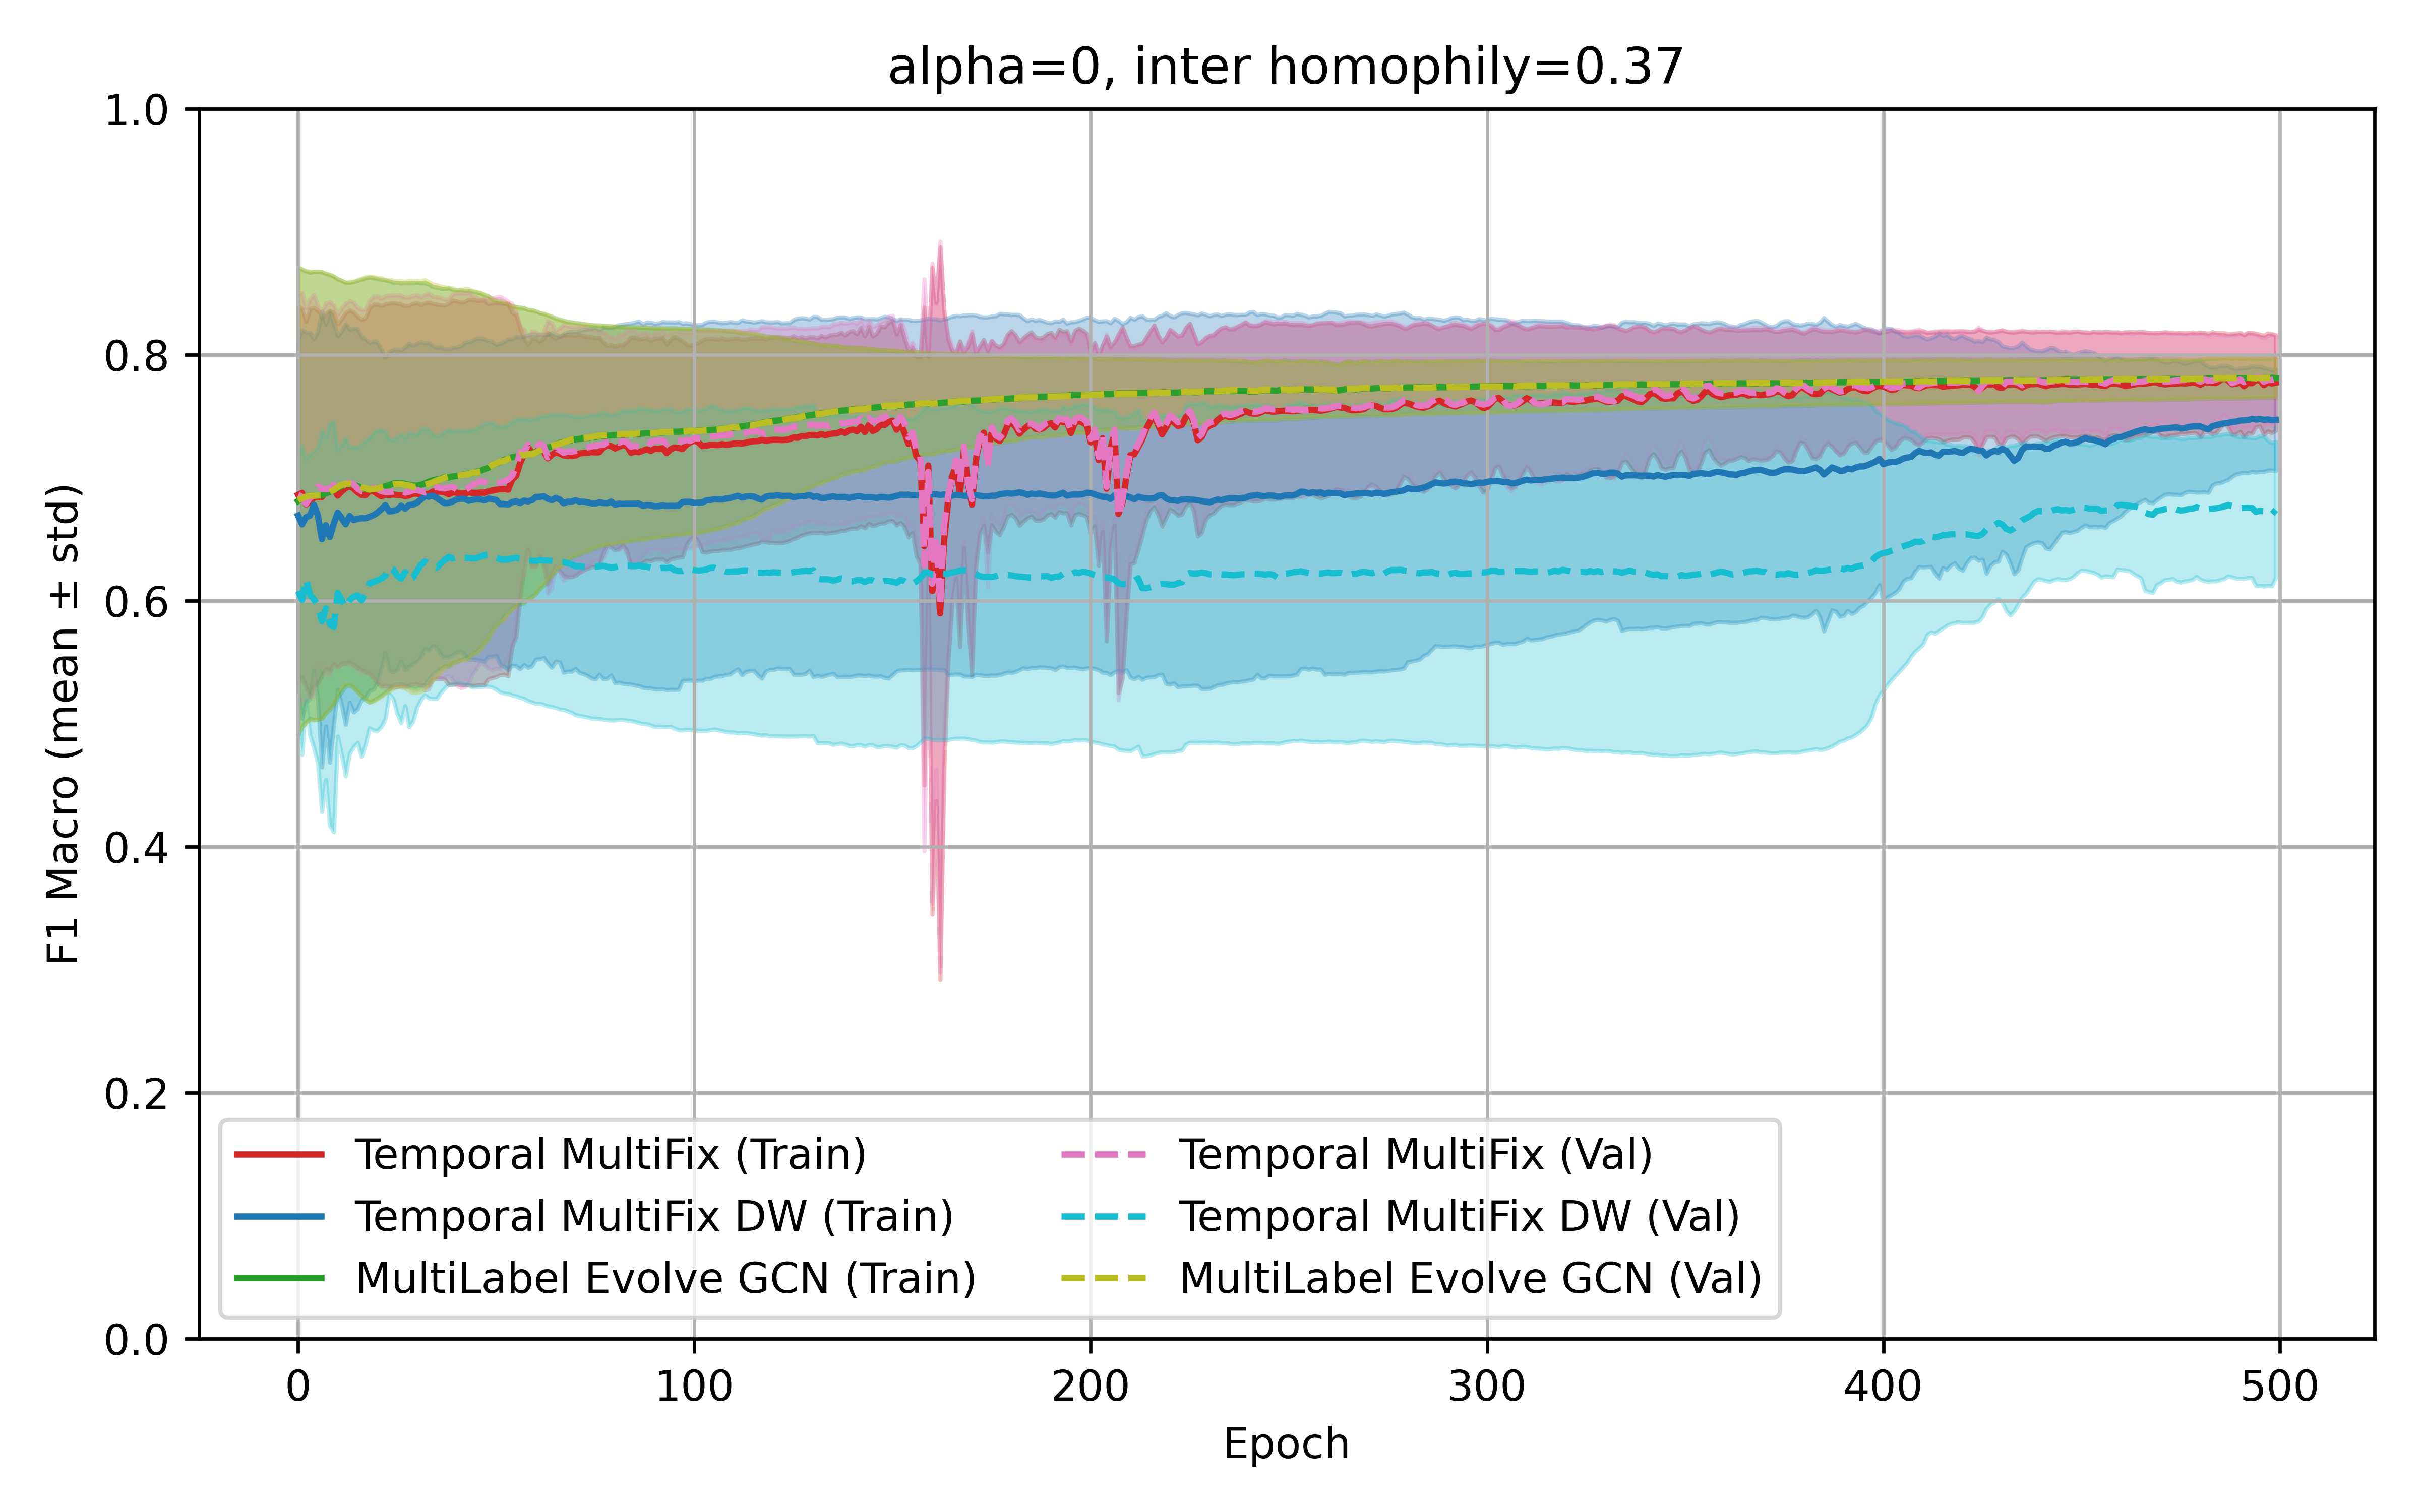 alpha=0, inter homophily=0.37
F1 Macro (mean ± std)
1.0
0.8
0.6
0.4
0.2
0.0
Temporal MultiFix (Train)
Temporal MultiFix DW (Train)
MultiLabel Evolve GCN (Train)
Temporal MultiFix (Val)
Temporal MultiFix DW (Val)
MultiLabel Evolve GCN (Val)
0 100 200 300 400 500
Epoch